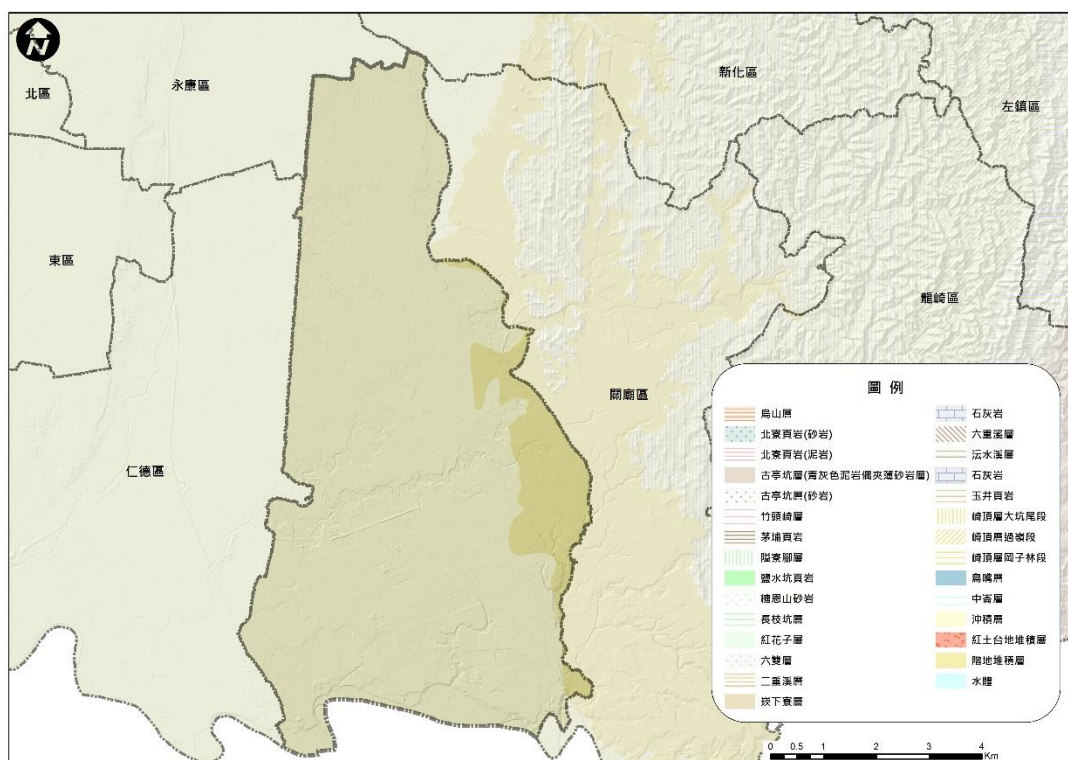 N
新化區
永康區
北區
左鎮區
東區
龍崎區
關廟區
仁德區
圖 例
烏山層
北寮頁岩(砂岩)
北寮頁岩(泥岩)
古亭坑層(青灰色泥岩偶夾薄砂岩層)
古亭坑層(砂岩)
竹頭崎層
茅埔頁岩
隘寮腳層
鹽水坑頁岩
糖恩山砂岩
長枝坑層
紅花子層
六雙層
二重溪層
崁下寮層
石灰岩
六重溪層
沄水溪層
石灰岩
玉井頁岩
崎頂層大坑尾段
崎頂層過嶺段
崎頂層岡子林段
鳥嘴層
中崙層
沖積層
紅土台地堆積層
階地堆積層
水體
0 0.5 1 2 3 4
Km